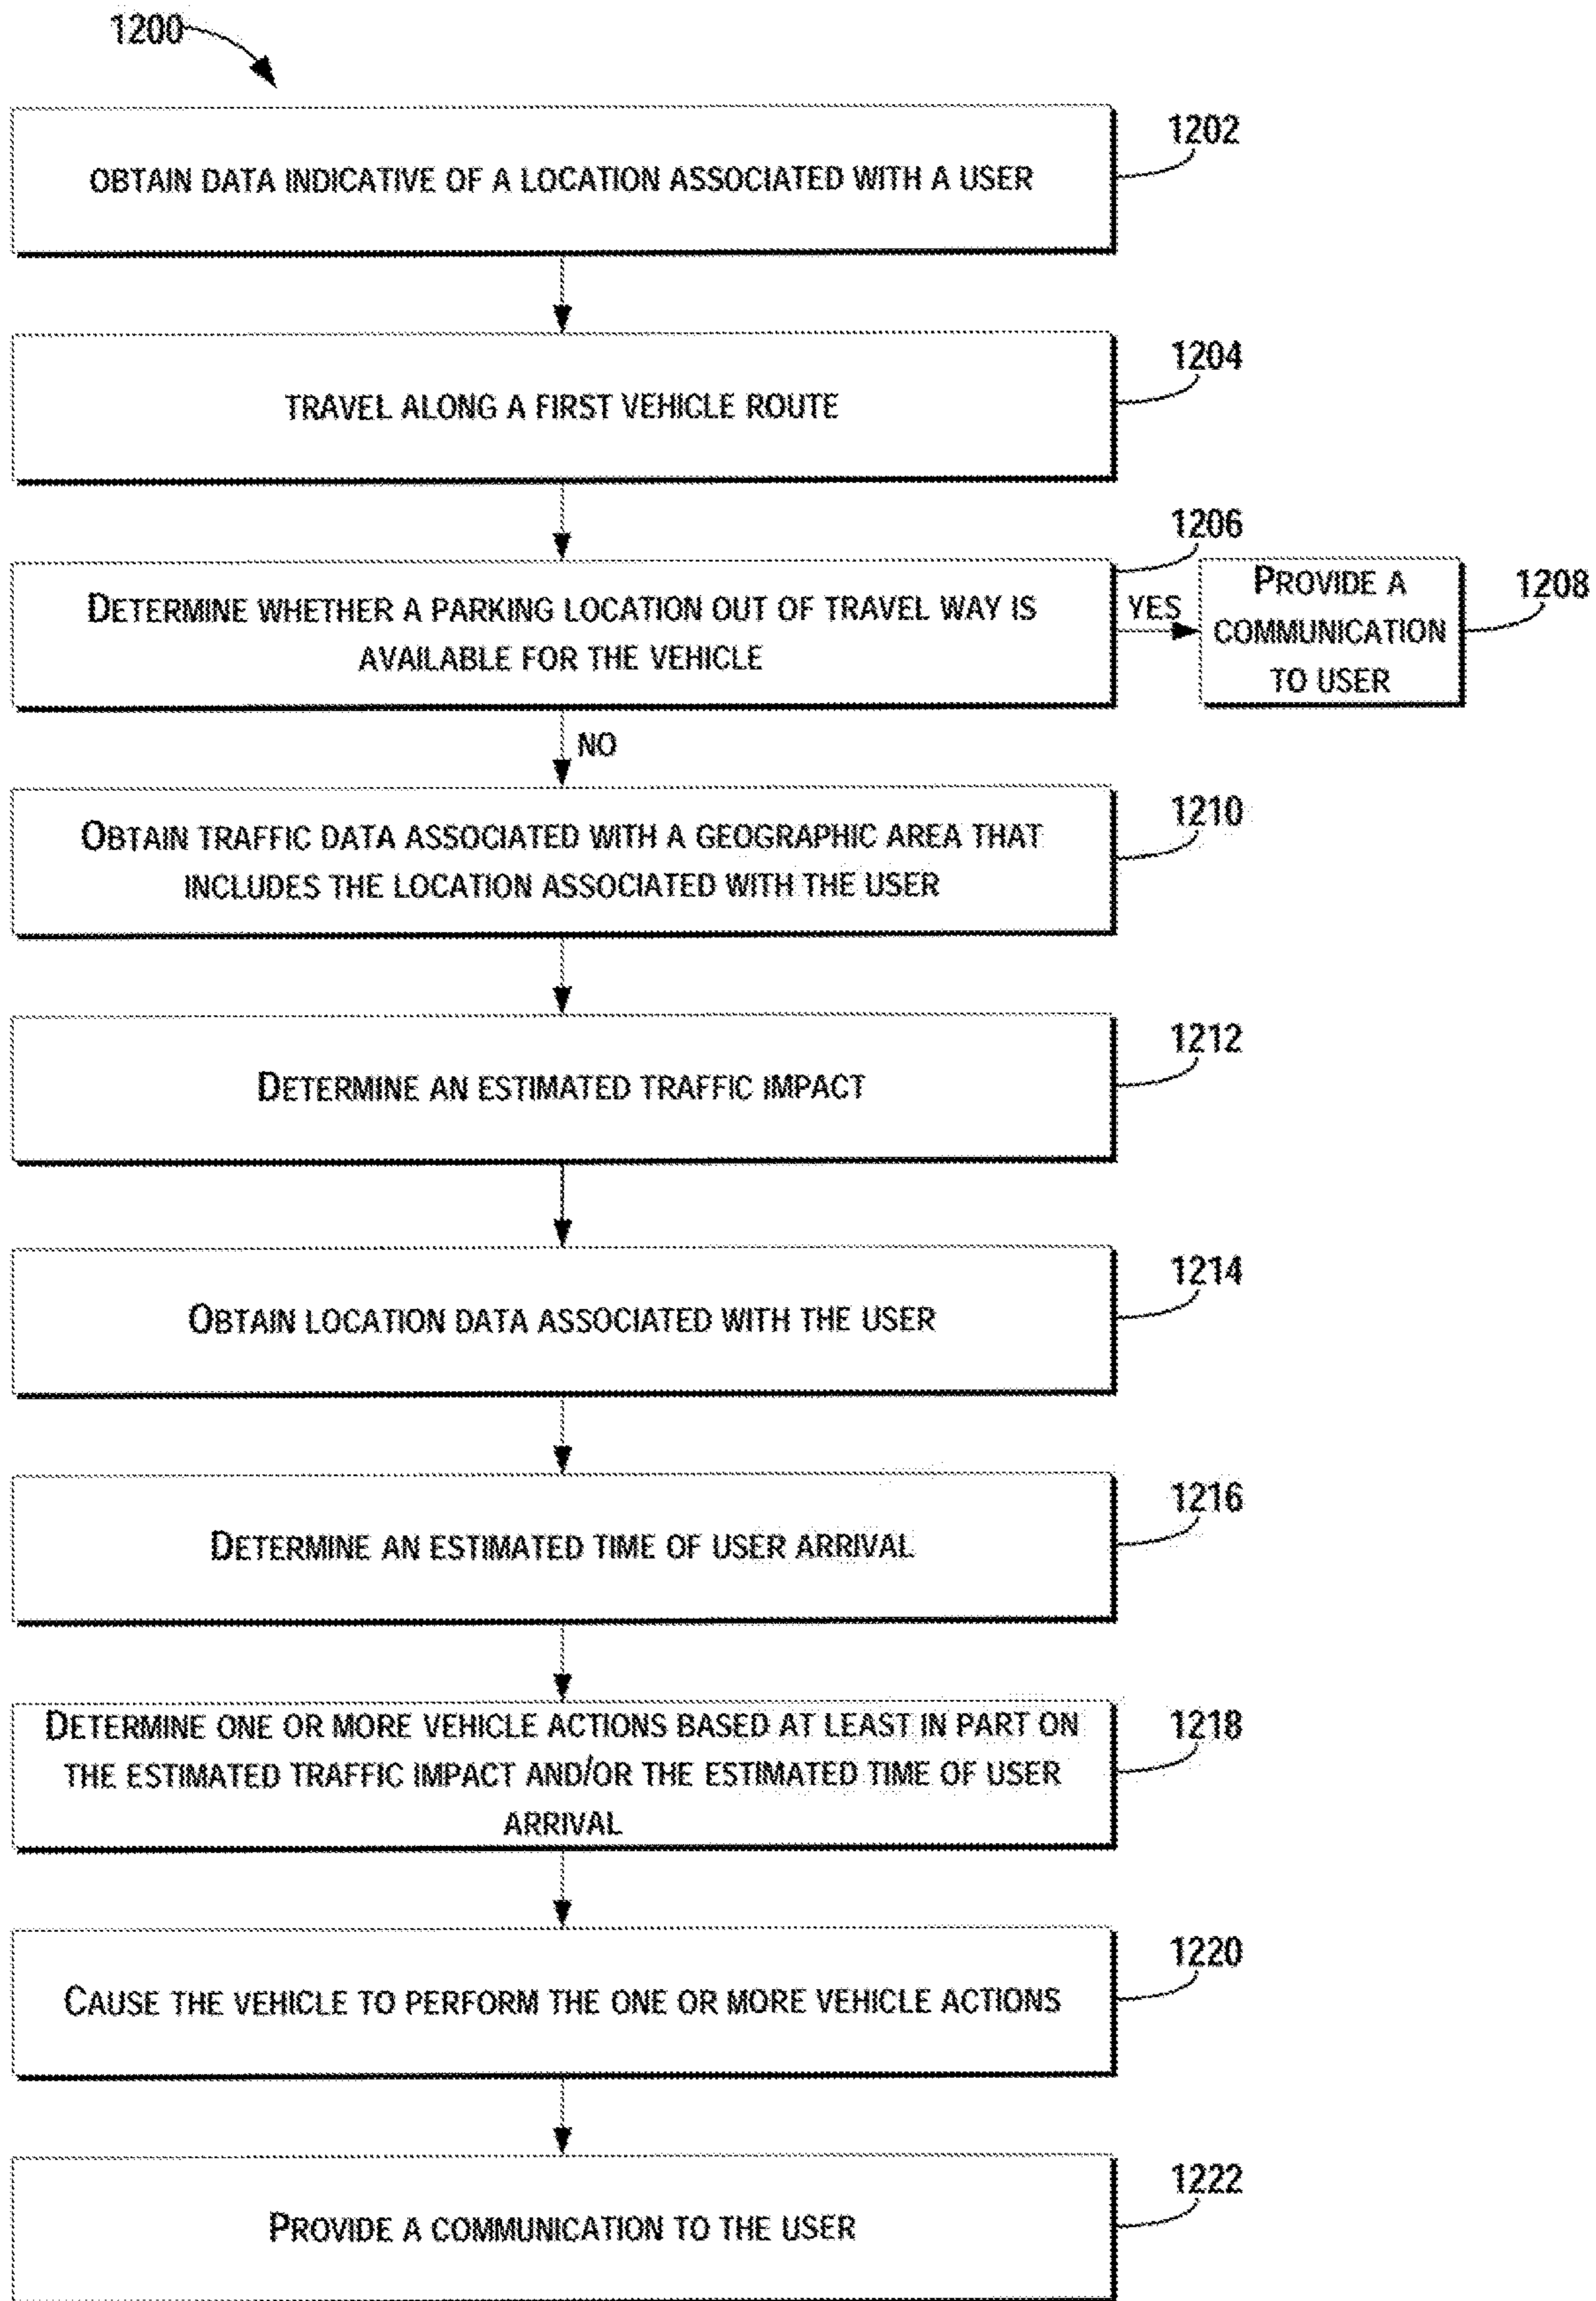 1200
1202
OBTAIN DATA INDICATIVE OF A LOCATION ASSOCIATED WITH A USER
1204
TRAVEL ALONG A FIRST VEHICLE ROUTE
1206
DETERMINE WHETHER A PARKING LOCATION OUT OF TRAVEL WAY IS
AVAILABLE FOR THE VEHICLE
YES
PROVIDE A
COMMUNICATION
TO USER
1208
NO
1210
OBTAIN TRAFFIC DATA ASSOCIATED WITH A GEOGRAPHIC AREA THAT
INCLUDES THE LOCATION ASSOCIATED WITH THE USER
1212
DETERMINE AN ESTIMATED TRAFFIC IMPACT
1214
OBTAIN LOCATION DATA ASSOCIATED WITH THE USER
1216
DETERMINE AN ESTIMATED TIME OF USER ARRIVAL
1218
DETERMINE ONE OR MORE VEHICLE ACTIONS BASED AT LEAST IN PART ON
THE ESTIMATED TRAFFIC IMPACT AND/OR THE ESTIMATED TIME OF USER
ARRIVAL
1220
CAUSE THE VEHICLE TO PERFORM THE ONE OR MORE VEHICLE ACTIONS
1222
PROVIDE A COMMUNICATION TO THE USER